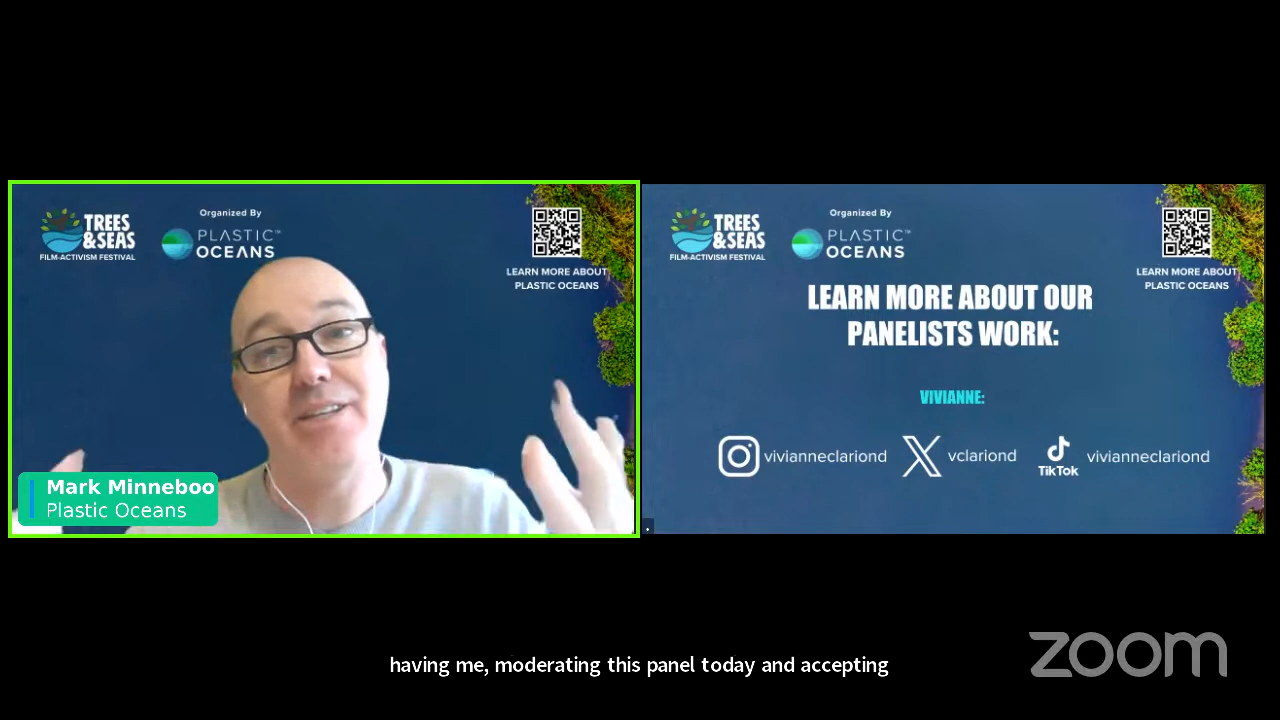 TREES
& SEAS
FILM-ACTIVISM FESTIVAL
Organized By
PLASTIC™
OCEANS
LEARN MORE ABOUT
PLASTIC OCEANS
Mark Minneboo
Plastic Oceans
TREES
& SEAS
FILM-ACTIVISM FESTIVAL
Organized By
PLASTIC™
OCEANS
LEARN MORE ABOUT
PLASTIC OCEANS
LEARN MORE ABOUT OUR
PANELISTS WORK:
VIVIANNE:
vivianneclariond
vclariond
TikTok
vivianneclariond
having me, moderating this panel today and accepting
zoom